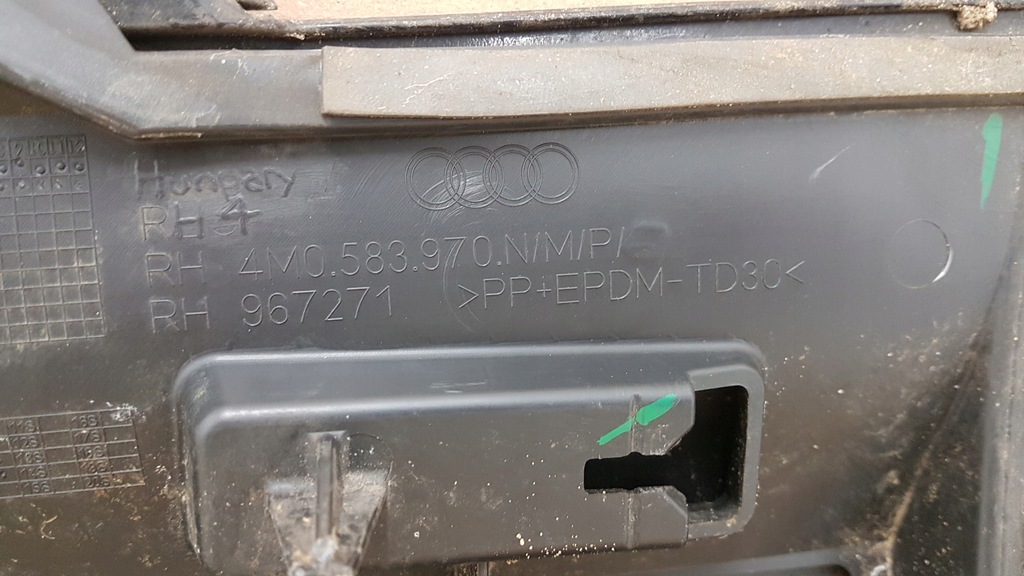 Hungary
RH 4
RH 4M0.583.970.N/M/P/
RH 967271 >PP+EPDM-TD30<